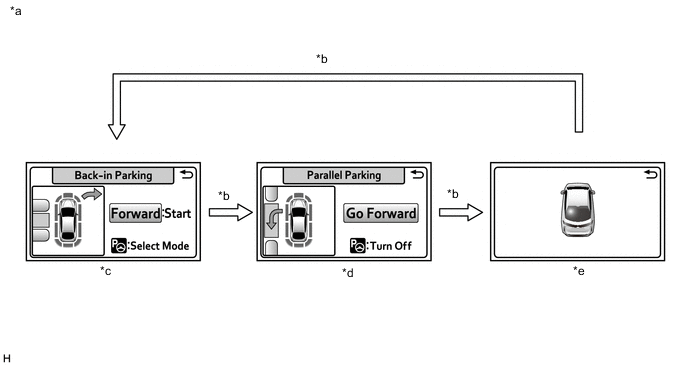 *a
*b
Back-in Parking
Forward:Start
P:Select Mode
*c
*b
Parallel Parking
Go Forward
P:Turn Off
*d
*b
*e
H